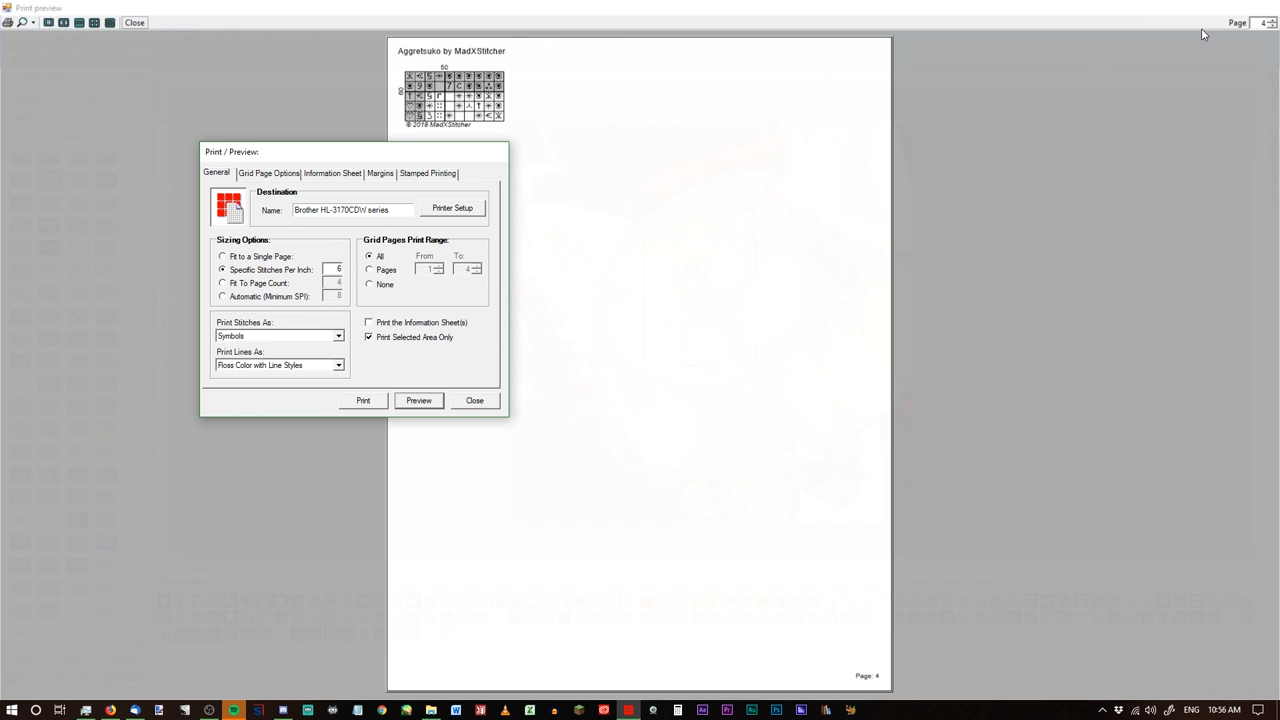 Print preview
Close
Page 4
Aggretsuko by MadXStitcher
50
60
© 2018 MadXStitcher
Print / Preview:
General
Grid Page Options
Information Sheet
Margins
Stamped Printing
Destination
Name: Brother HL-3170CDW series
Printer Setup
Sizing Options:
Fit to a Single Page:
Specific Stitches Per Inch: 6
Fit To Page Count: 4
Automatic (Minimum SPI): 8
Grid Pages Print Range:
All From To:
Pages 1 4
None
Print Stitches As:
Symbols
Print Lines As:
Floss Color with Line Styles
Print the Information Sheet(s)
Print Selected Area Only
Print
Preview
Close
Page: 4
ENG
10:56 AM